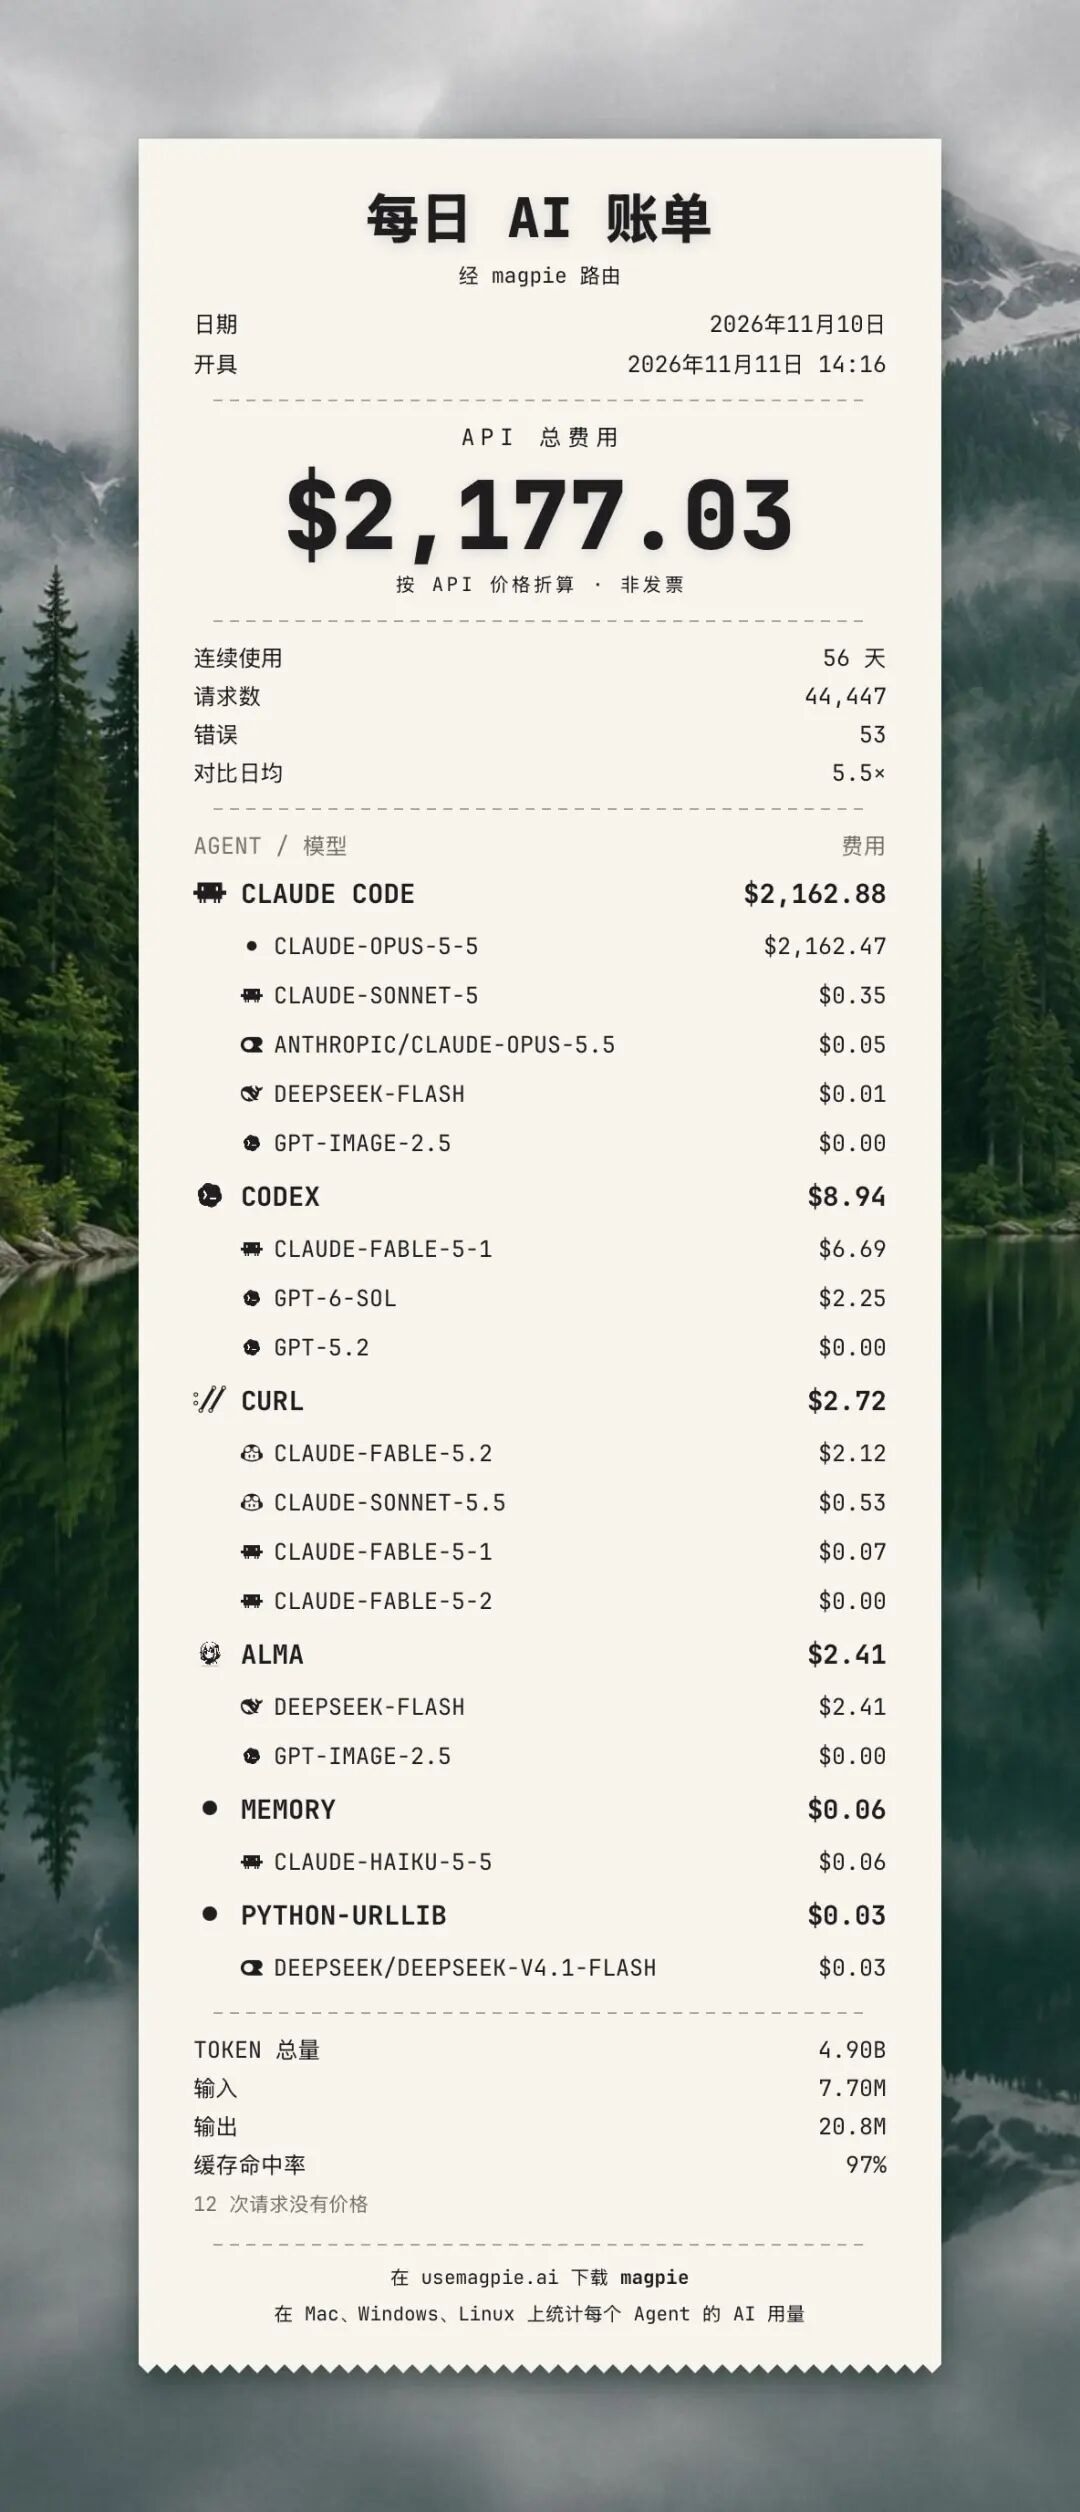 每日 AI 账单
经 magpie 路由
日期 2026年11月10日
开具 2026年11月11日 14:16
API 总费用
$2,177.03
按 API 价格折算 · 非发票
连续使用 56 天
请求数 44,447
错误 53
对比日均 5.5×
AGENT / 模型 费用
CLAUDE CODE $2,162.88
CLAUDE-OPUS-5-5 $2,162.47
CLAUDE-SONNET-5 $0.35
ANTHROPIC/CLAUDE-OPUS-5.5 $0.05
DEEPSEEK-FLASH $0.01
GPT-IMAGE-2.5 $0.00
CODEX $8.94
CLAUDE-FABLE-5-1 $6.69
GPT-6-SOL $2.25
GPT-5.2 $0.00
CURL $2.72
CLAUDE-FABLE-5.2 $2.12
CLAUDE-SONNET-5.5 $0.53
CLAUDE-FABLE-5-1 $0.07
CLAUDE-FABLE-5-2 $0.00
ALMA $2.41
DEEPSEEK-FLASH $2.41
GPT-IMAGE-2.5 $0.00
MEMORY $0.06
CLAUDE-HAIKU-5-5 $0.06
PYTHON-URLLIB $0.03
DEEPSEEK/DEEPSEEK-V4.1-FLASH $0.03
TOKEN 总量 4.90B
输入 7.70M
输出 20.8M
缓存命中率 97%
12 次请求没有价格
在 usemagpie.ai 下载 magpie
在 Mac、Windows、Linux 上统计每个 Agent 的 AI 用量